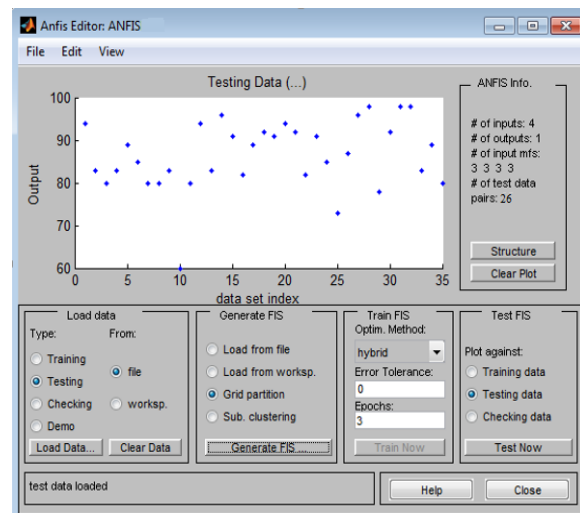 Anfis Editor: ANFIS
File Edit View
Testing Data (...)
100
90
80
70
60
0 5 10 15 20 25 30 35
Output
data set index
ANFIS Info.
# of inputs: 4
# of outputs: 1
# of input mfs:
3 3 3 3
# of test data
pairs: 26
Structure
Clear Plot
Load data
Type: From:
Training
Testing
Checking
Demo
file
worksp.
Load Data... Clear Data
Generate FIS
Load from file
Load from worksp.
Grid partition
Sub. clustering
Generate FIS ...
Train FIS
Optim. Method:
hybrid
Error Tolerance:
0
Epochs:
3
Train Now
Test FIS
Plot against:
Training data
Testing data
Checking data
Test Now
test data loaded
Help Close